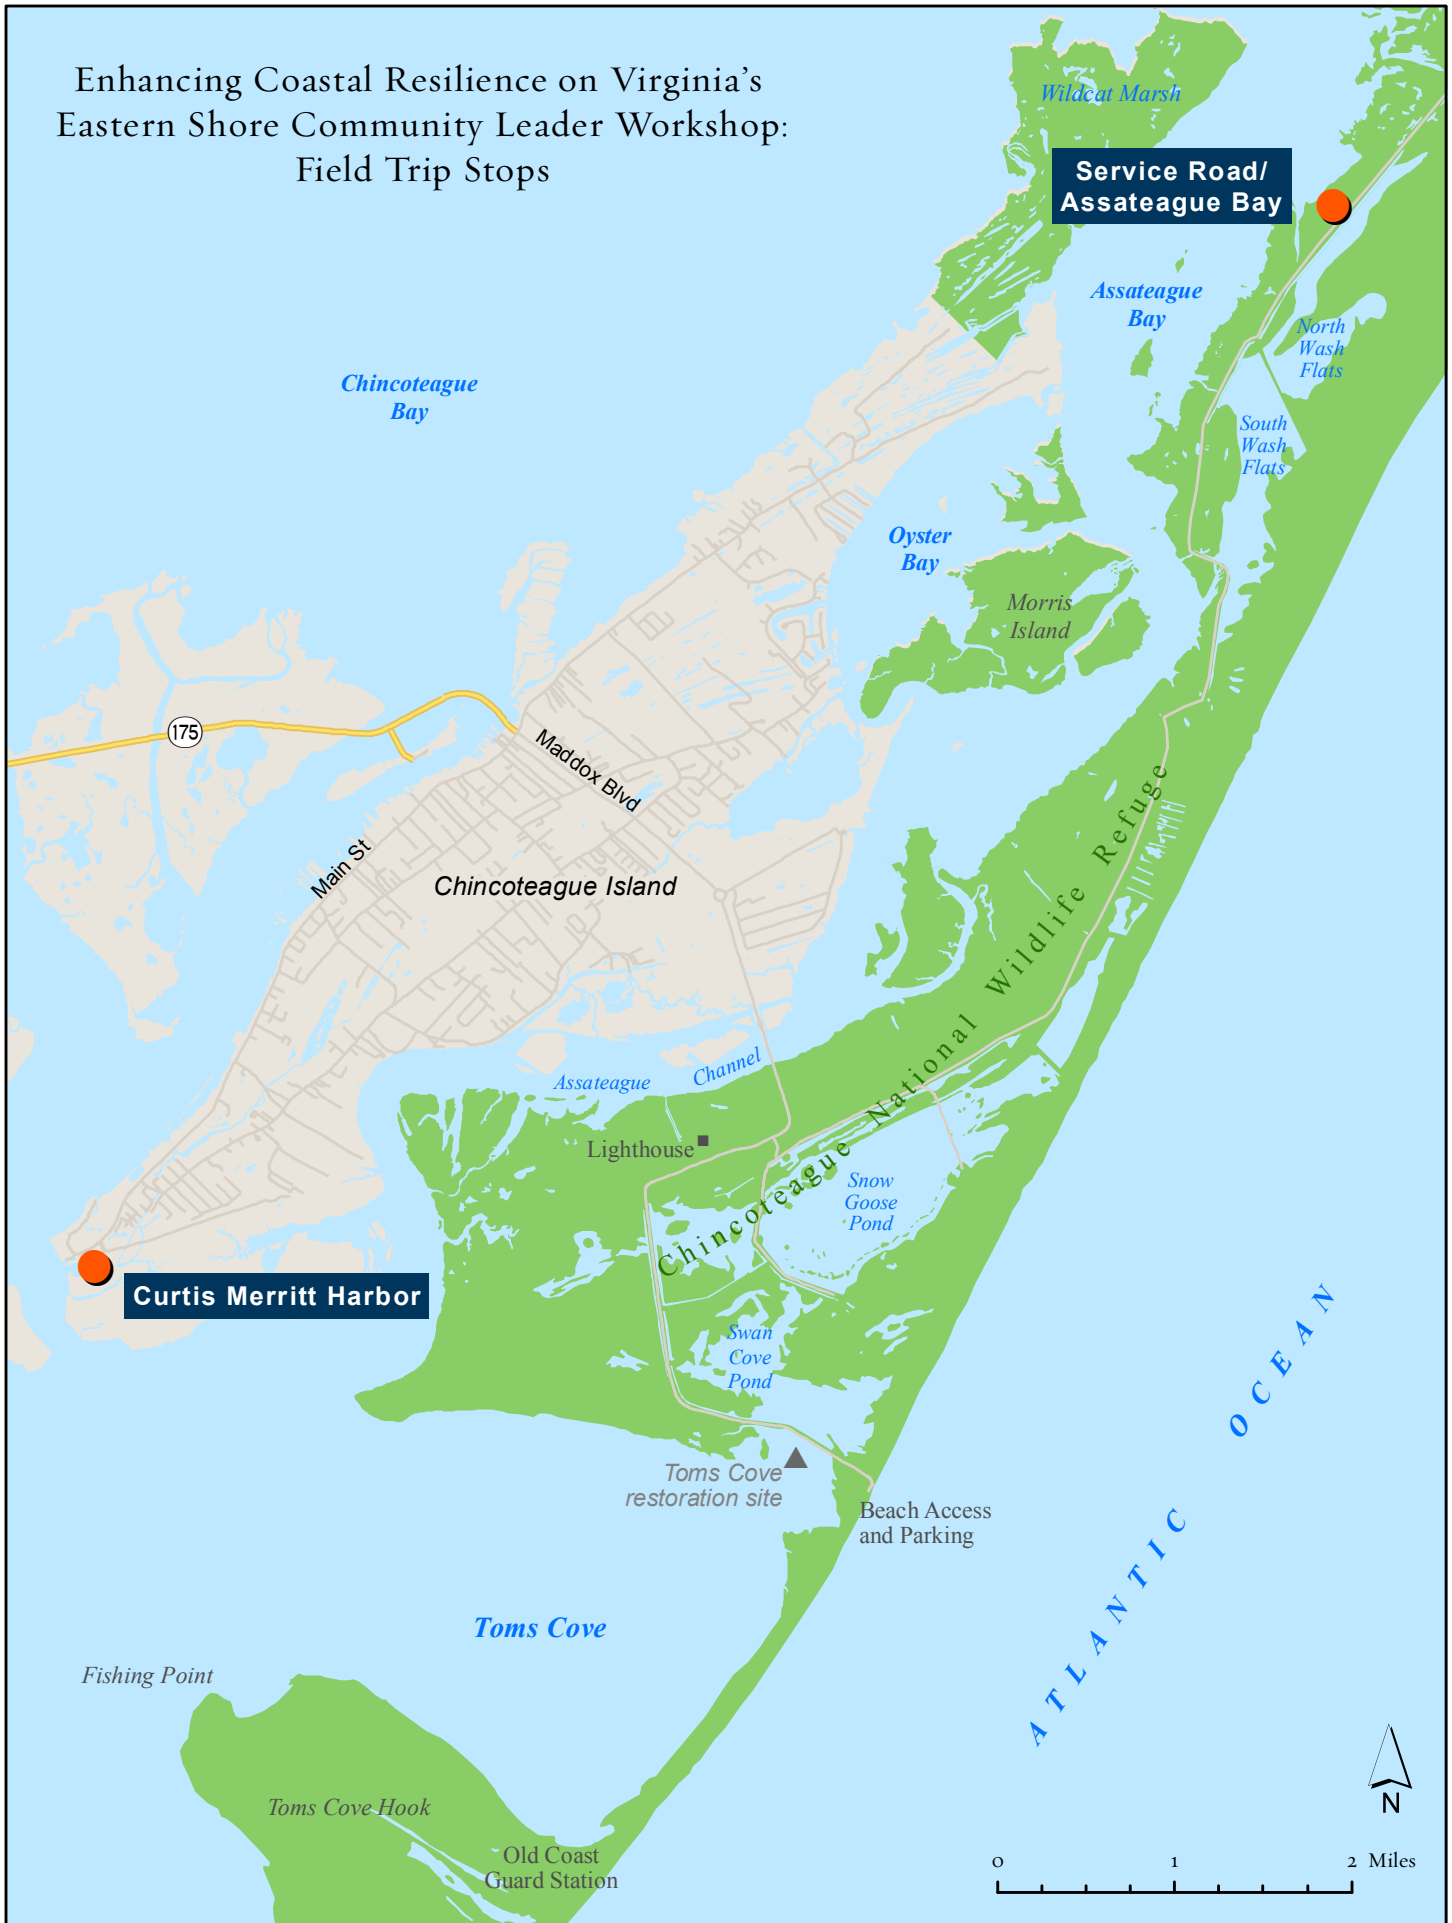 Enhancing Coastal Resilience on Virginia's
Eastern Shore Community Leader Workshop:
Field Trip Stops
Wildcat Marsh
Service Road/
Assateague Bay
Assateague
Bay
North
Wash
Flats
Chincoteague
Bay
South
Wash
Flats
Oyster
Bay
Morris
Island
175
Maddox Blvd
Main St
Chincoteague Island
Chincoteague National Wildlife Refuge
Assateague Channel
Lighthouse
Snow
Goose
Pond
Curtis Merritt Harbor
Swan
Cove
Pond
Toms Cove
restoration site
Beach Access
and Parking
ATLANTIC OCEAN
Toms Cove
Fishing Point
Toms Cove Hook
Old Coast
Guard Station
N
0 1 2 Miles